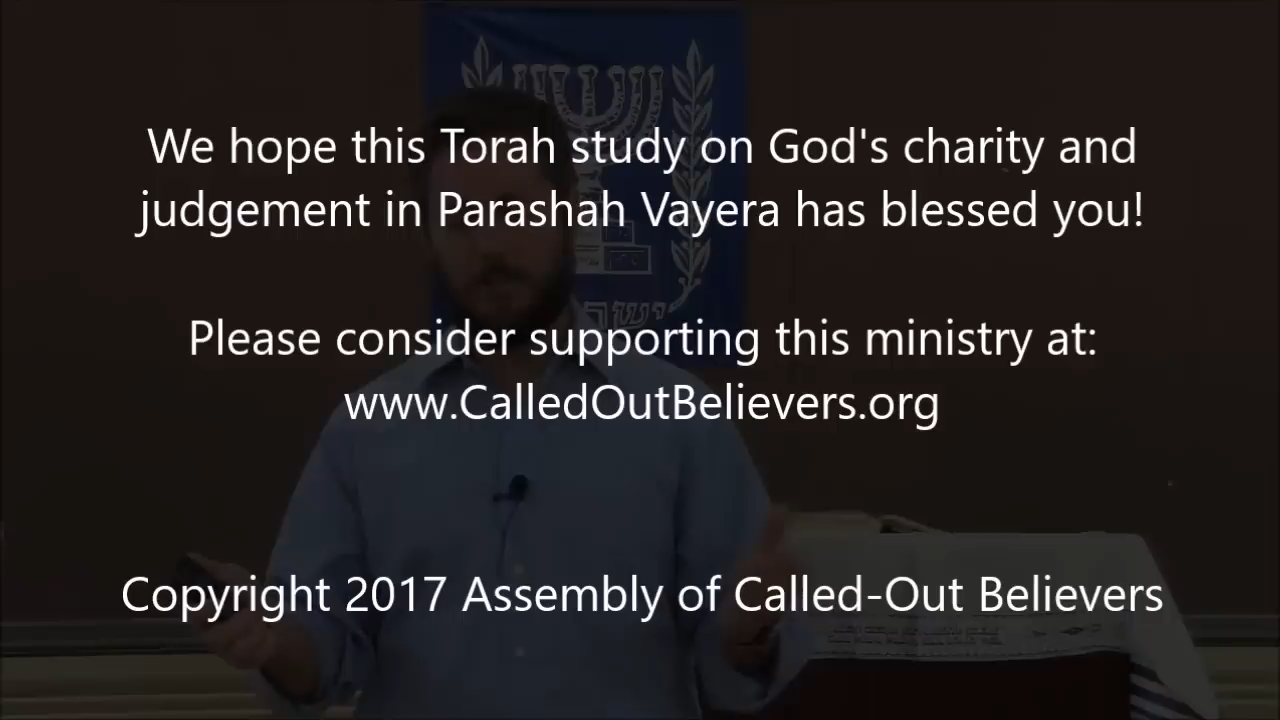 We hope this Torah study on God's charity and
judgement in Parashah Vayera has blessed you!
Please consider supporting this ministry at:
www.CalledOutBelievers.org
Copyright 2017 Assembly of Called-Out Believers